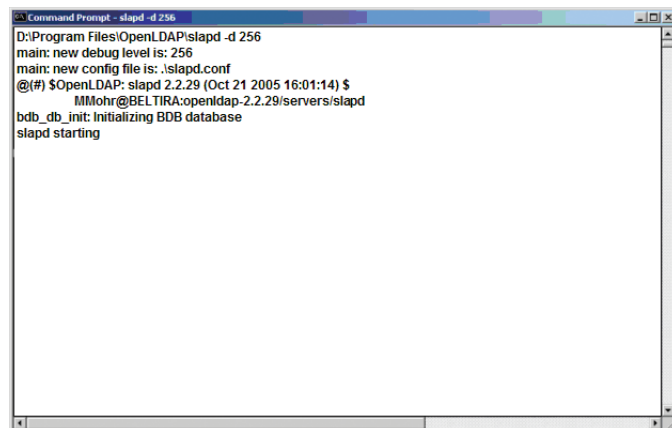 Command Prompt - slapd -d 256
D:\Program Files\OpenLDAP\slapd -d 256
main: new debug level is: 256
main: new config file is: .\slapd.conf
@(#) $OpenLDAP: slapd 2.2.29 (Oct 21 2005 16:01:14) $
MMohr@BELTIRA:openldap-2.2.29/servers/slapd
bdb_db_init: Initializing BDB database
slapd starting